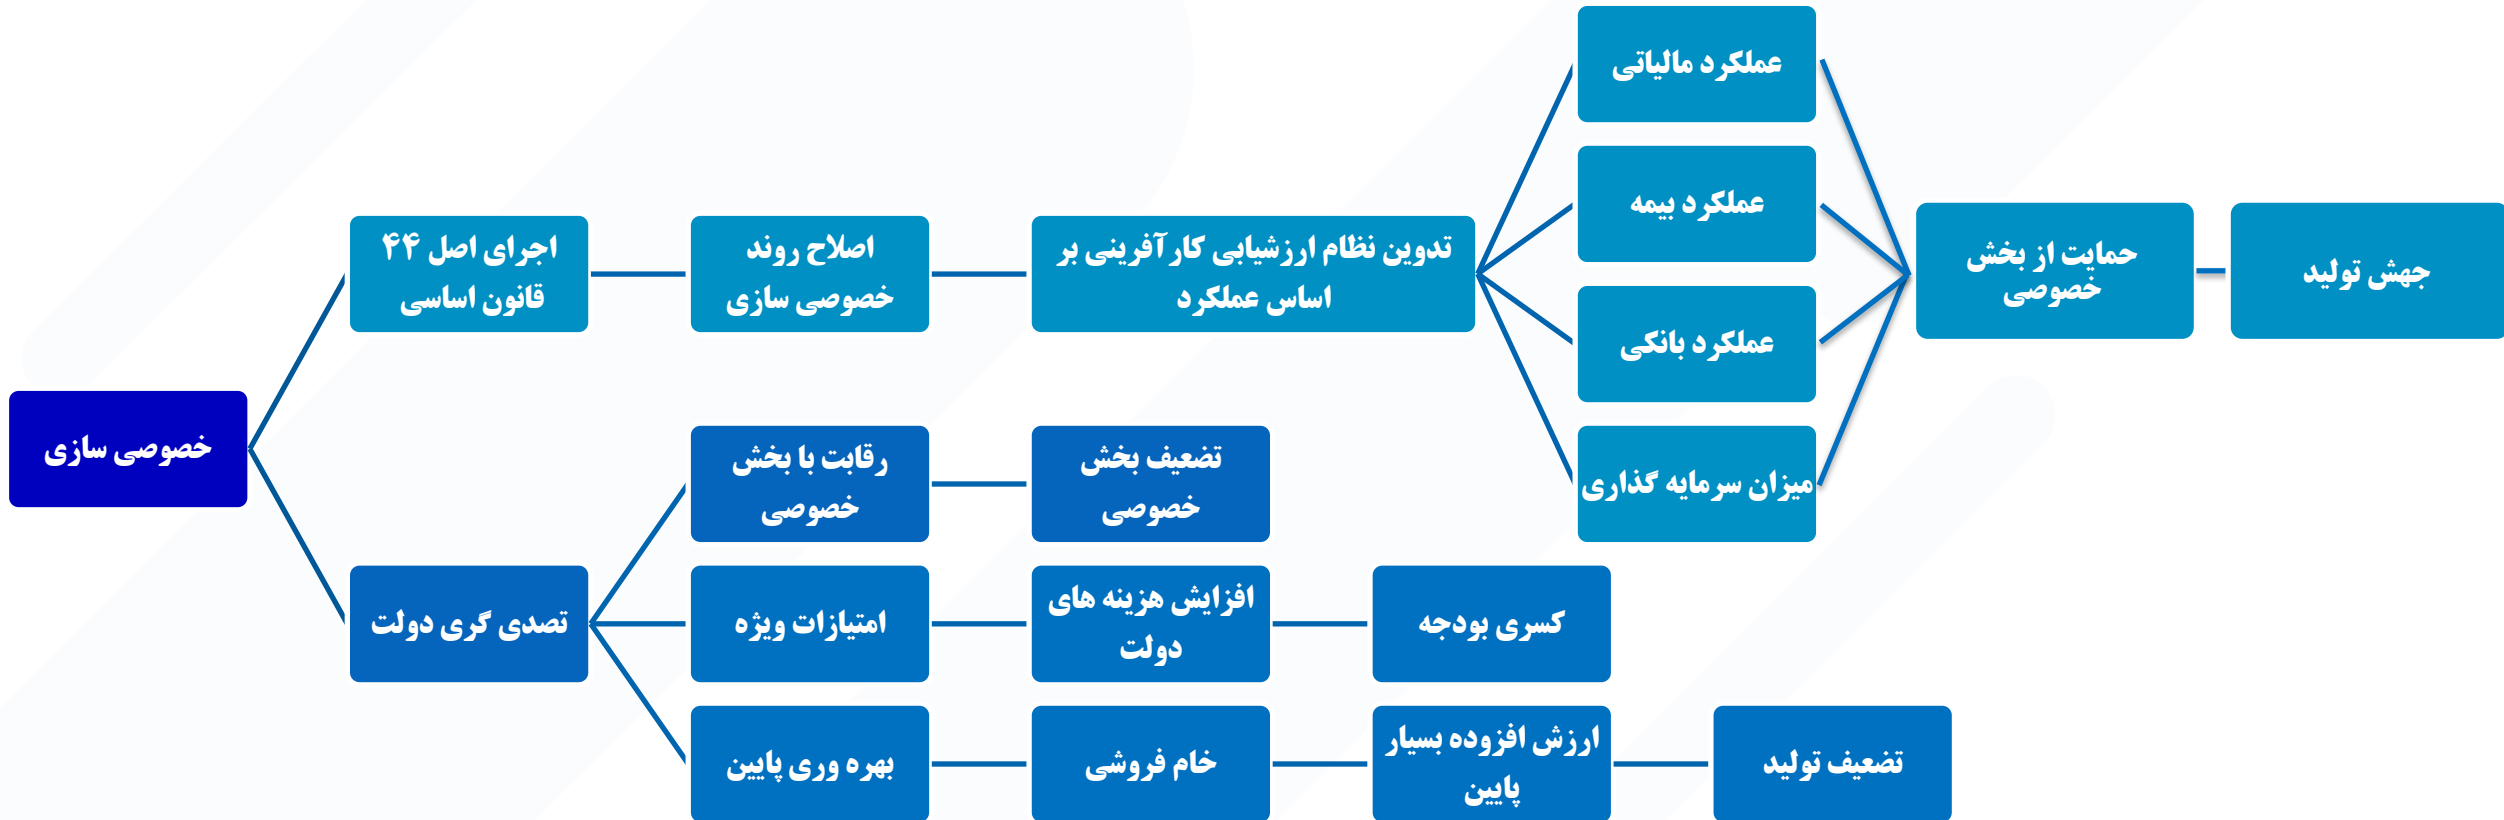 خصوصی سازی
اجرای اصل ۴۴
قانون اساسی
اصلاح روند
خصوصی سازی
تدوین نظام ارزشیابی کارآفرینی بر
اساس عملکرد
عملکرد مالیاتی
عملکرد بیمه
عملکرد بانکی
میزان سرمایه گذاری
حمایت از بخش
خصوصی
جهش تولید
تصدی گری دولت
رقابت با بخش
خصوصی
تضعیف بخش
خصوصی
امتیازات ویژه
افزایش هزینه های
دولت
کسری بودجه
بهره وری پایین
خام فروشی
ارزش افزوده بسیار
پایین
تضعیف تولید